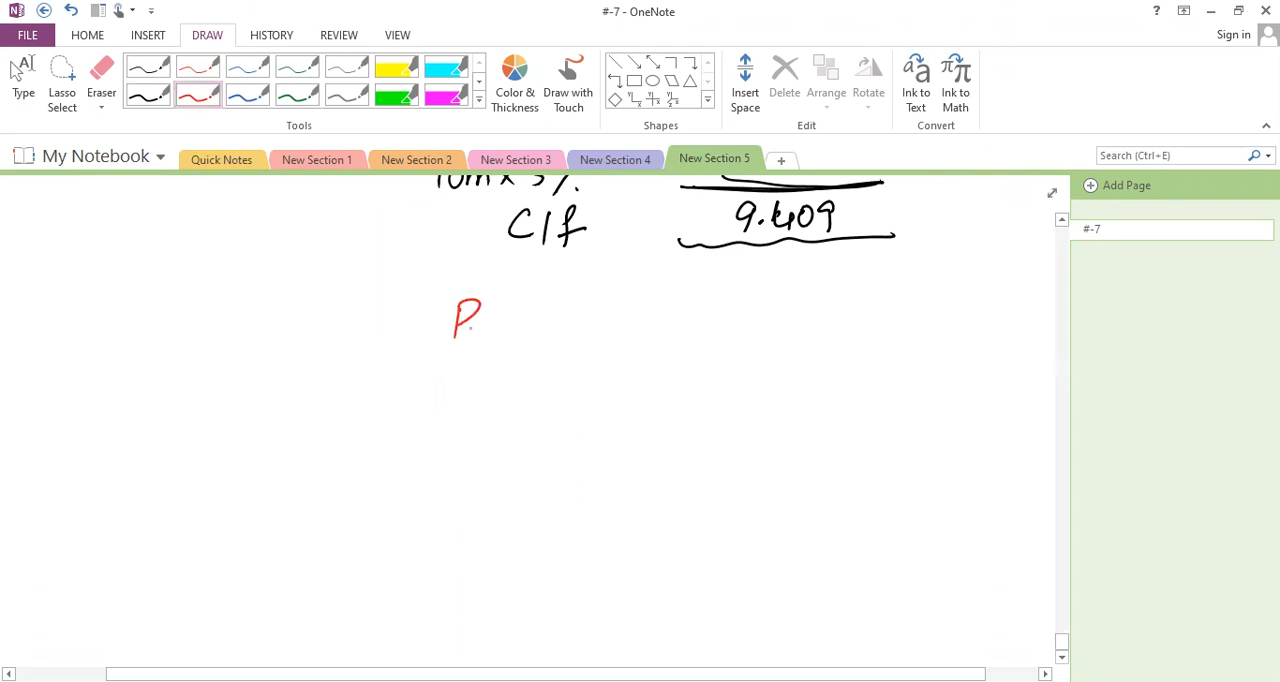 #-7 - OneNote
? 
FILE HOME INSERT DRAW HISTORY REVIEW VIEW Sign in
Type Lasso Select Eraser Color & Thickness Draw with Touch Insert Space Delete Arrange Rotate Ink to Text Ink to Math
Tools Shapes Edit Convert
My Notebook Quick Notes New Section 1 New Section 2 New Section 3 New Section 4 New Section 5 Search (Ctrl+E)
Add Page
#-7
10m x 3%.
C/f 9.409
P